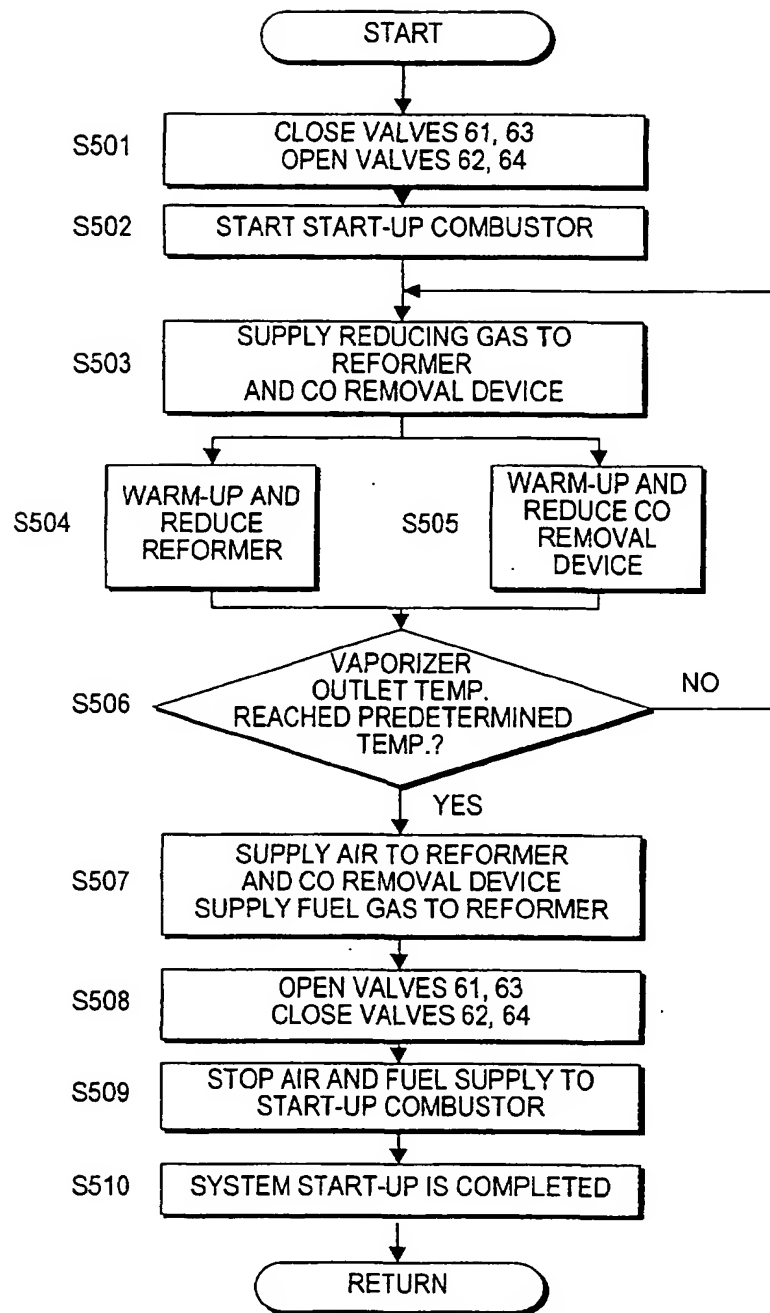 START
S501
CLOSE VALVES 61, 63
OPEN VALVES 62, 64
S502
START START-UP COMBUSTOR
S503
SUPPLY REDUCING GAS TO
REFORMER
AND CO REMOVAL DEVICE
S504
WARM-UP AND
REDUCE
REFORMER
S505
WARM-UP AND
REDUCE CO
REMOVAL
DEVICE
S506
VAPORIZER
OUTLET TEMP.
REACHED PREDETERMINED
TEMP.?
NO
YES
S507
SUPPLY AIR TO REFORMER
AND CO REMOVAL DEVICE
SUPPLY FUEL GAS TO REFORMER
S508
OPEN VALVES 61, 63
CLOSE VALVES 62, 64
S509
STOP AIR AND FUEL SUPPLY TO
START-UP COMBUSTOR
S510
SYSTEM START-UP IS COMPLETED
RETURN